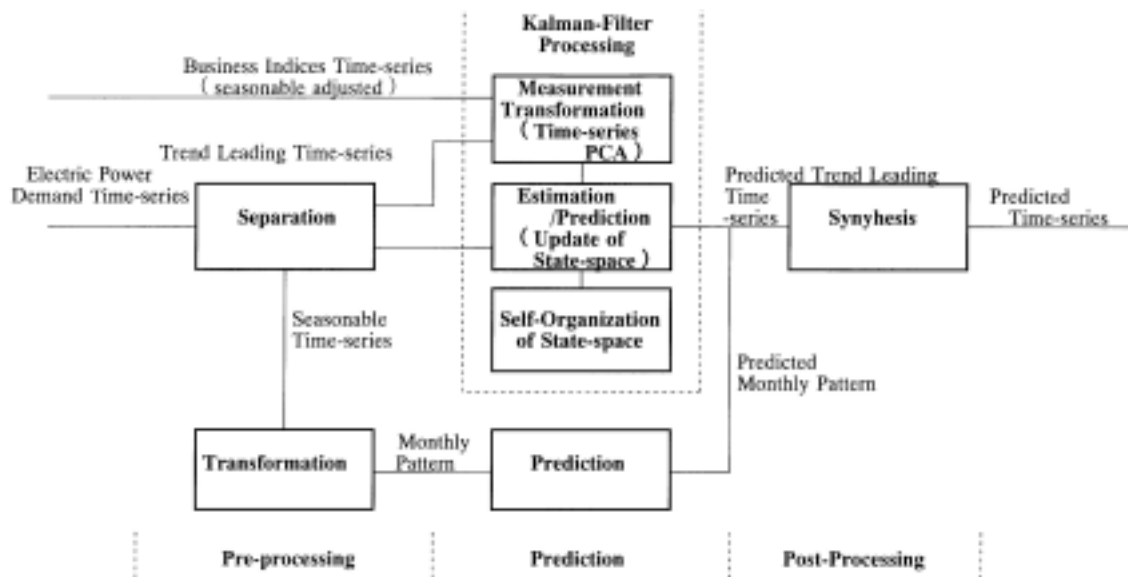 Kalman-Filter
Processing
Business Indices Time-series
( seasonable adjusted )
Measurement
Transformation
( Time-series
PCA )
Trend Leading Time-series
Electric Power
Demand Time-series
Separation
Estimation
/Prediction
( Update of
State-space )
Predicted Trend Leading
Time
-series
Synyhesis
Predicted
Time-series
Seasonable
Time-series
Self-Organization
of State-space
Predicted
Monthly Pattern
Transformation
Monthly
Pattern
Prediction
Pre-processing
Prediction
Post-Processing